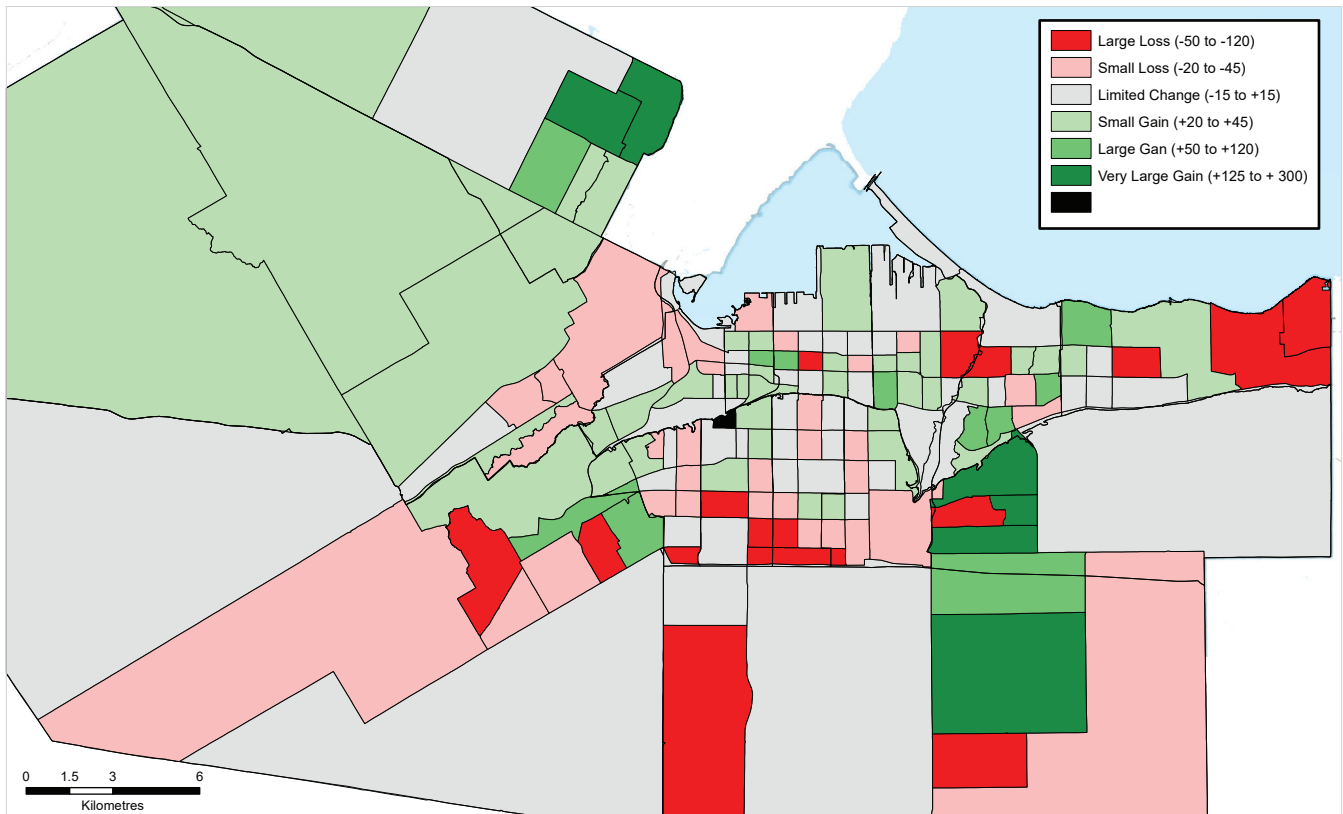 Large Loss (-50 to -120)
Small Loss (-20 to -45)
Limited Change (-15 to +15)
Small Gain (+20 to +45)
Large Gan (+50 to +120)
Very Large Gain (+125 to + 300)
0 1.5 3 6
Kilometres